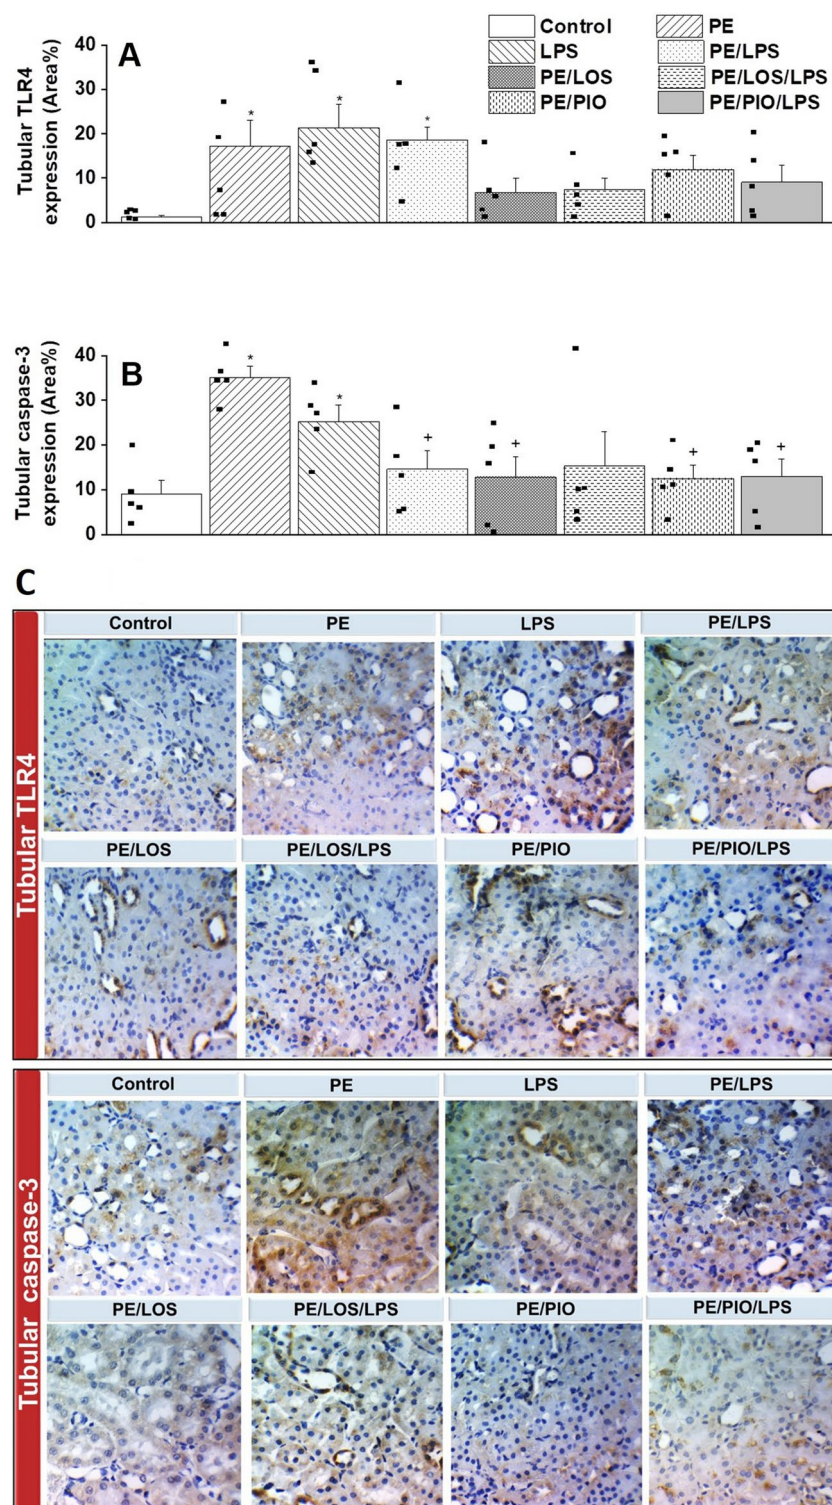 Tubular TLR4
expression (Area%)
A
40
30
20
10
0
Control
PE
LPS
PE/LPS
PE/LOS
PE/LOS/LPS
PE/PIO
PE/PIO/LPS
*
*
*
Tubular caspase-3
expression (Area%)
B
40
30
20
10
0
*
*
+
+
+
+
C
Tubular TLR4
Control
PE
LPS
PE/LPS
PE/LOS
PE/LOS/LPS
PE/PIO
PE/PIO/LPS
Tubular caspase-3
Control
PE
LPS
PE/LPS
PE/LOS
PE/LOS/LPS
PE/PIO
PE/PIO/LPS